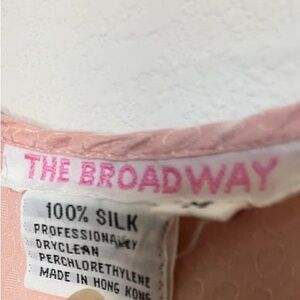 THE BROADWAY
100% SILK
PROFESSIONALLY
DRYCLEAN
PERCHLORETHYLENE
MADE IN HONG KONG